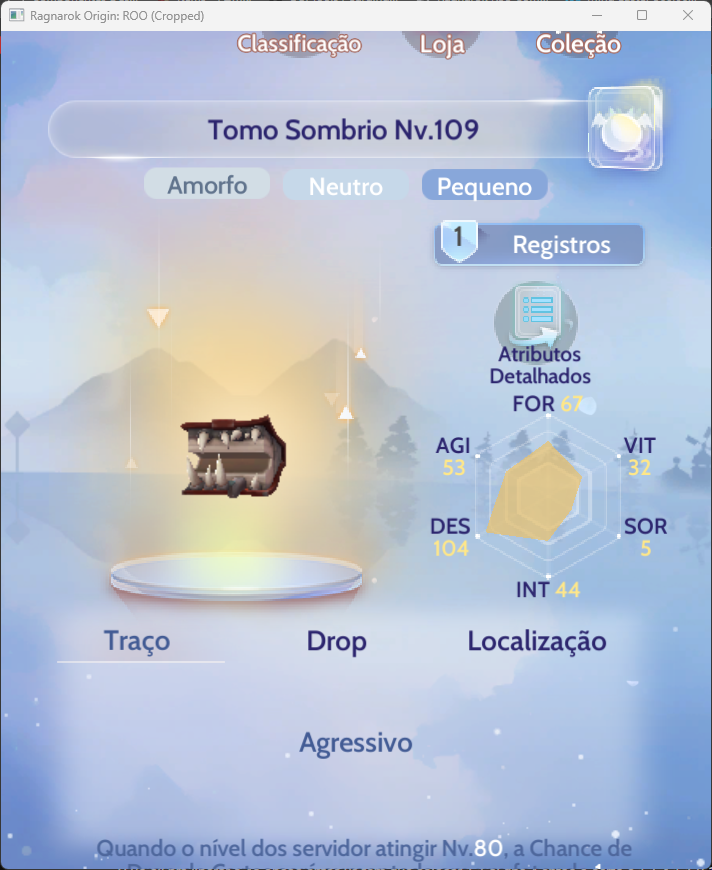 Ragnarok Origin: ROO (Cropped)
Classificação
Loja
Coleção
Tomo Sombrio Nv.109
Amorfo
Neutro
Pequeno
1
Registros
Atributos
Detalhados
FOR 67
AGI
53
VIT
32
DES
104
SOR
5
INT 44
Traço
Drop
Localização
Agressivo
Quando o nível dos servidor atingir Nv.80, a Chance de